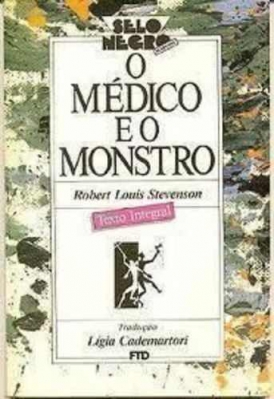 SELO
NEGRO
O
MÉDICO
E O
MONSTRO
Robert Louis Stevenson
Texto Integral
Tradução
Lígia Cademartori
FTD